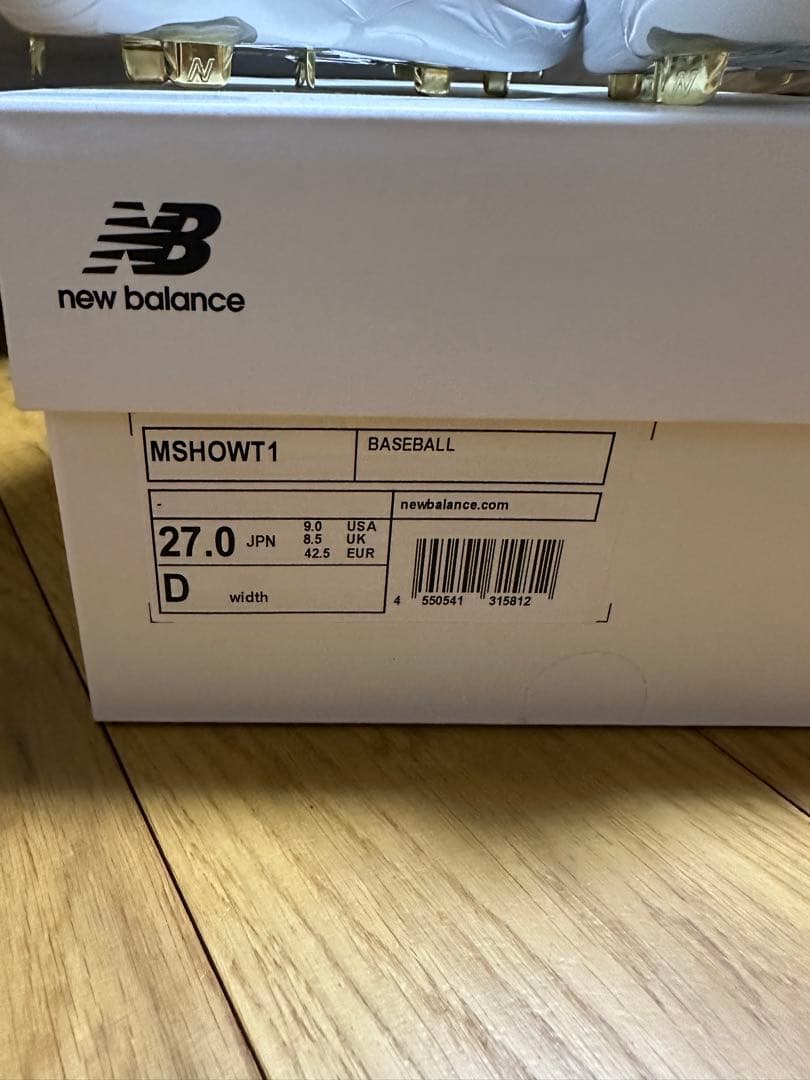 N N
NB
new balance
MSHOWT1 BASEBALL
- newbalance.com
27.0 JPN
9.0 USA
8.5 UK
42.5 EUR
D width
4 550541 315812